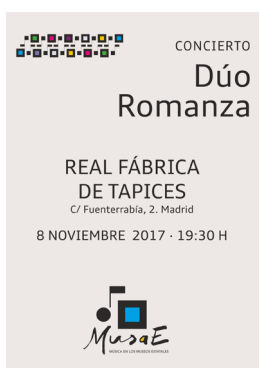 CONCIERTO
Dúo
Romanza
REAL FÁBRICA
DE TAPICES
C/ Fuenterrabía, 2. Madrid
8 NOVIEMBRE 2017 · 19:30 H
MusaE
MÚSICA EN LOS MUSEOS ESTATALES